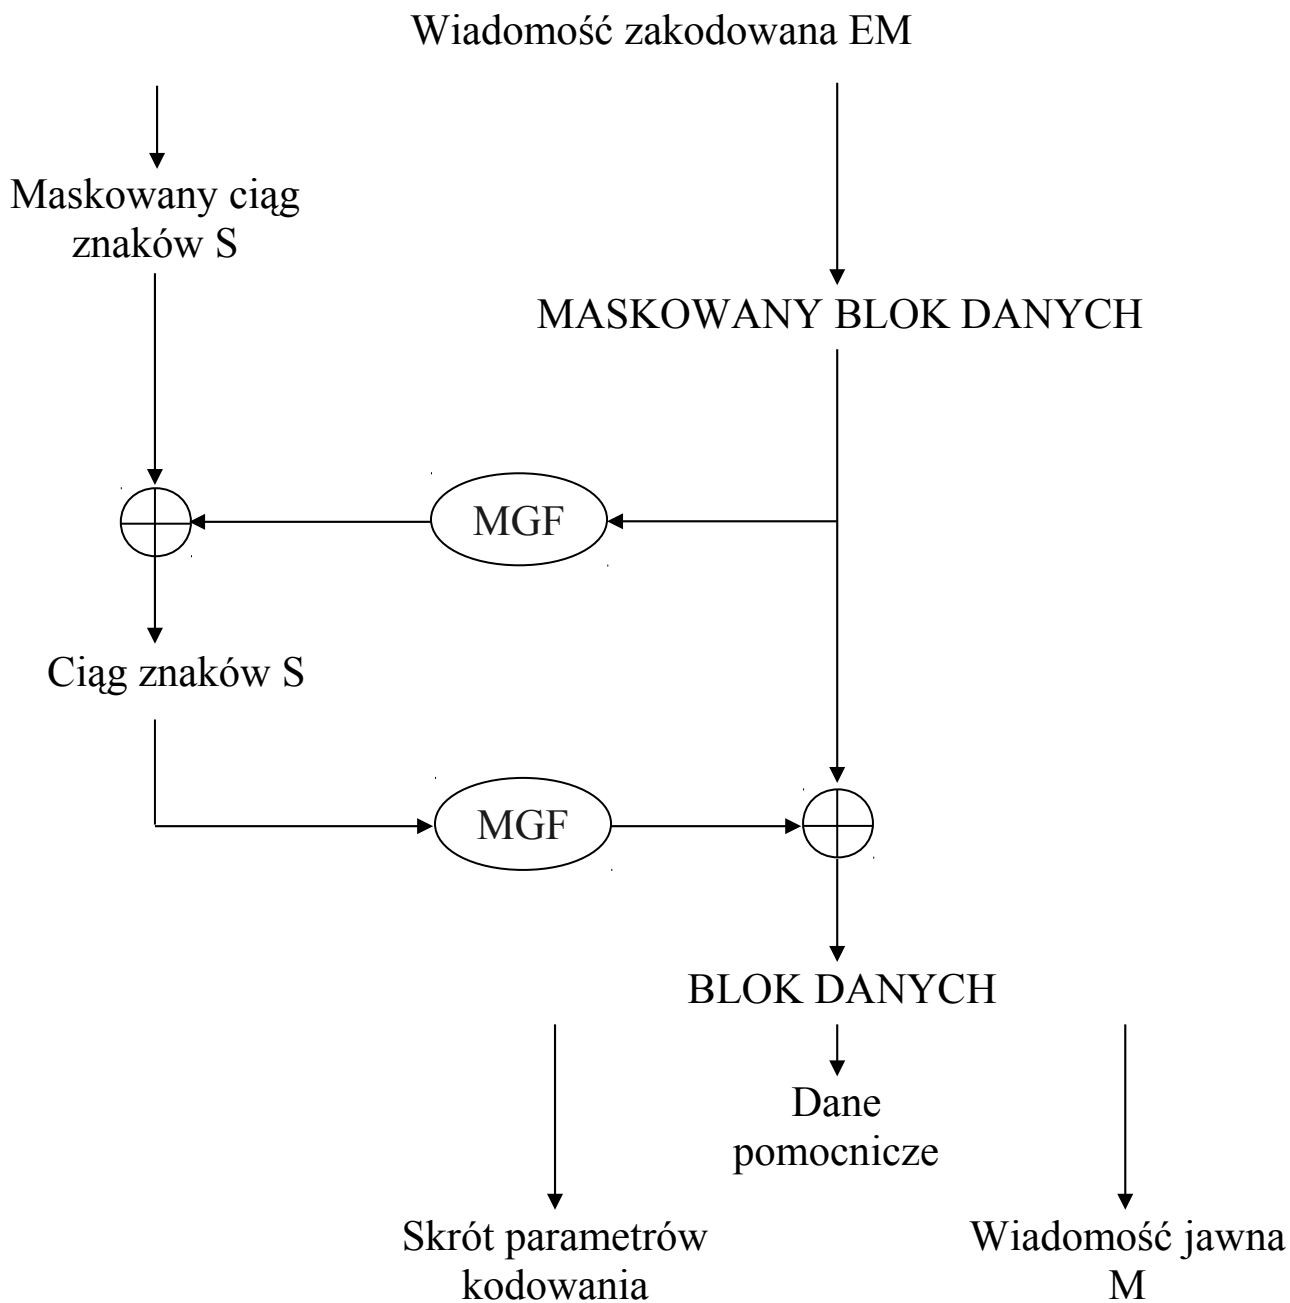 Wiadomość zakodowana EM
Maskowany ciąg
znaków S
MASKOWANY BLOK DANYCH
MGF
Ciąg znaków S
MGF
BLOK DANYCH
Dane
pomocnicze
Skrót parametrów
kodowania
Wiadomość jawna
M